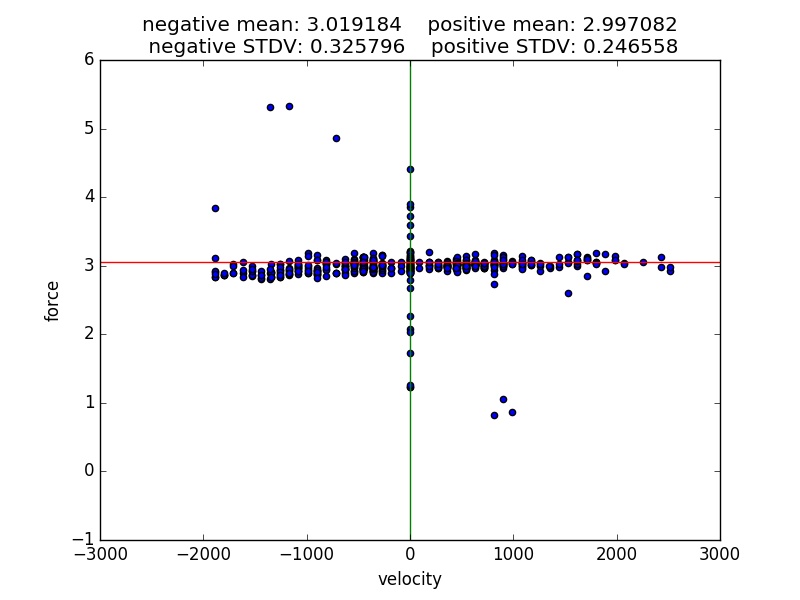 negative mean: 3.019184 positive mean: 2.997082
negative STDV: 0.325796 positive STDV: 0.246558
6
5
4
3
2
1
0
−1
force
−3000 −2000 −1000 0 1000 2000 3000
velocity